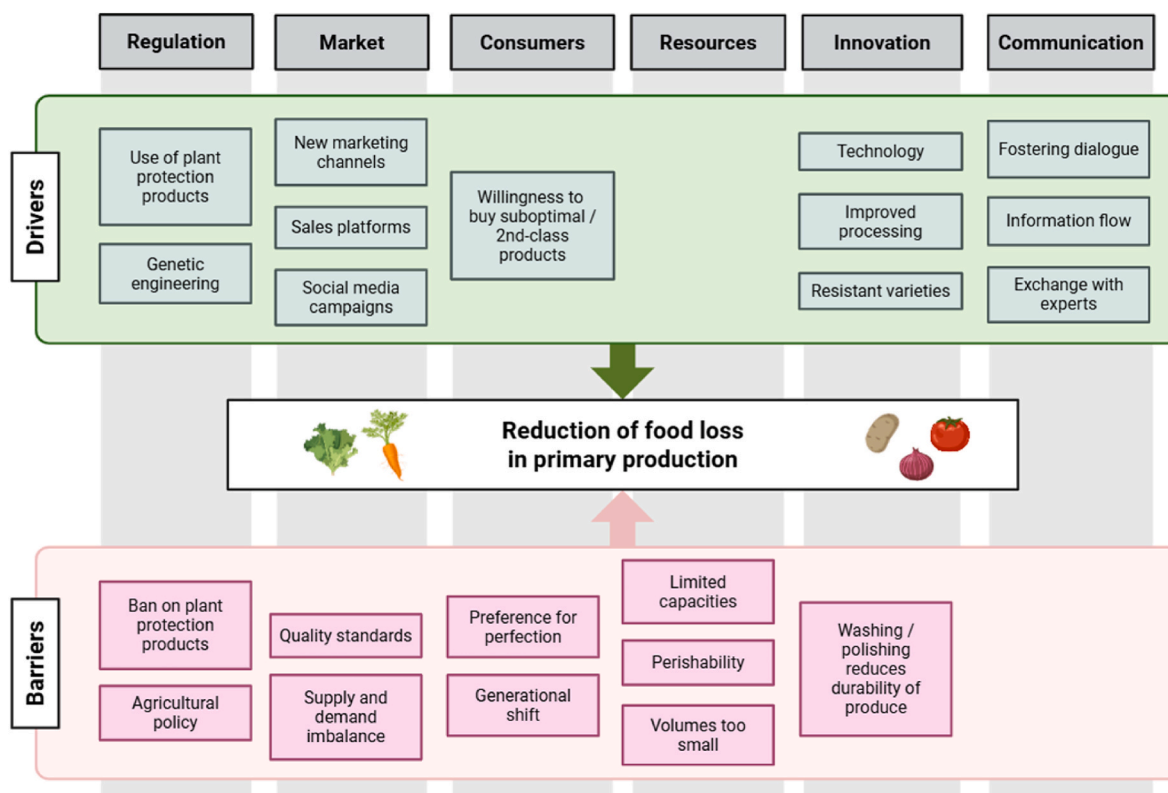 Regulation
Market
Consumers
Resources
Innovation
Communication
Drivers
Use of plant
protection
products
Genetic
engineering
New marketing
channels
Sales platforms
Social media
campaigns
Willingness to
buy suboptimal /
2nd-class
products
Technology
Improved
processing
Resistant varieties
Fostering dialogue
Information flow
Exchange with
experts
Reduction of food loss
in primary production
Barriers
Ban on plant
protection
products
Agricultural
policy
Quality standards
Supply and
demand
imbalance
Preference for
perfection
Generational
shift
Limited
capacities
Perishability
Volumes too
small
Washing /
polishing
reduces
durability of
produce